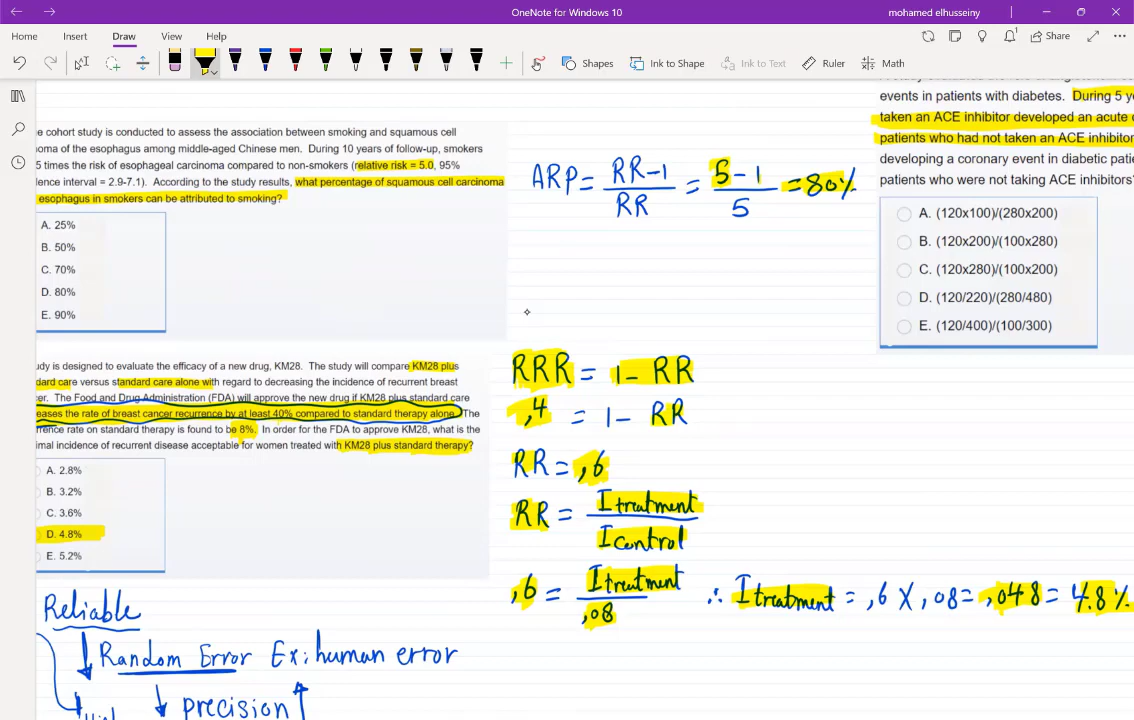 OneNote for Windows 10
mohamed elhusseiny
Home Insert Draw View Help
Share
Shapes
Ink to Shape
Ink to Text
Ruler
Math
e cohort study is conducted to assess the association between smoking and squamous cell
oma of the esophagus among middle-aged Chinese men. During 10 years of follow-up, smokers
5 times the risk of esophageal carcinoma compared to non-smokers (relative risk = 5.0, 95%
lence interval = 2.9-7.1). According to the study results, what percentage of squamous cell carcinoma
esophagus in smokers can be attributed to smoking?
A. 25%
B. 50%
C. 70%
D. 80%
E. 90%
ARP = RR-1 / RR = 5-1 / 5 = 80%
events in patients with diabetes. During 5 ye
taken an ACE inhibitor developed an acute c
patients who had not taken an ACE inhibitor
developing a coronary event in diabetic patie
patients who were not taking ACE inhibitors?
A. (120x100)/(280x200)
B. (120x200)/(100x280)
C. (120x280)/(100x200)
D. (120/220)/(280/480)
E. (120/400)/(100/300)
udy is designed to evaluate the efficacy of a new drug, KM28. The study will compare KM28 plus
dard care versus standard care alone with regard to decreasing the incidence of recurrent breast
cer. The Food and Drug Administration (FDA) will approve the new drug if KM28 plus standard care
eases the rate of breast cancer recurrence by at least 40% compared to standard therapy alone. The
rrence rate on standard therapy is found to be 8%. In order for the FDA to approve KM28, what is the
imal incidence of recurrent disease acceptable for women treated with KM28 plus standard therapy?
A. 2.8%
B. 3.2%
C. 3.6%
D. 4.8%
E. 5.2%
RRR = 1- RR
,4 = 1- RR
RR = ,6
RR = I treatment / I control
,6 = I treatment / ,08 ∴ I treatment = ,6 X ,08 = ,048 = 4.8%
Reliable
↓ Random Error Ex: human error
↓ precision ↑